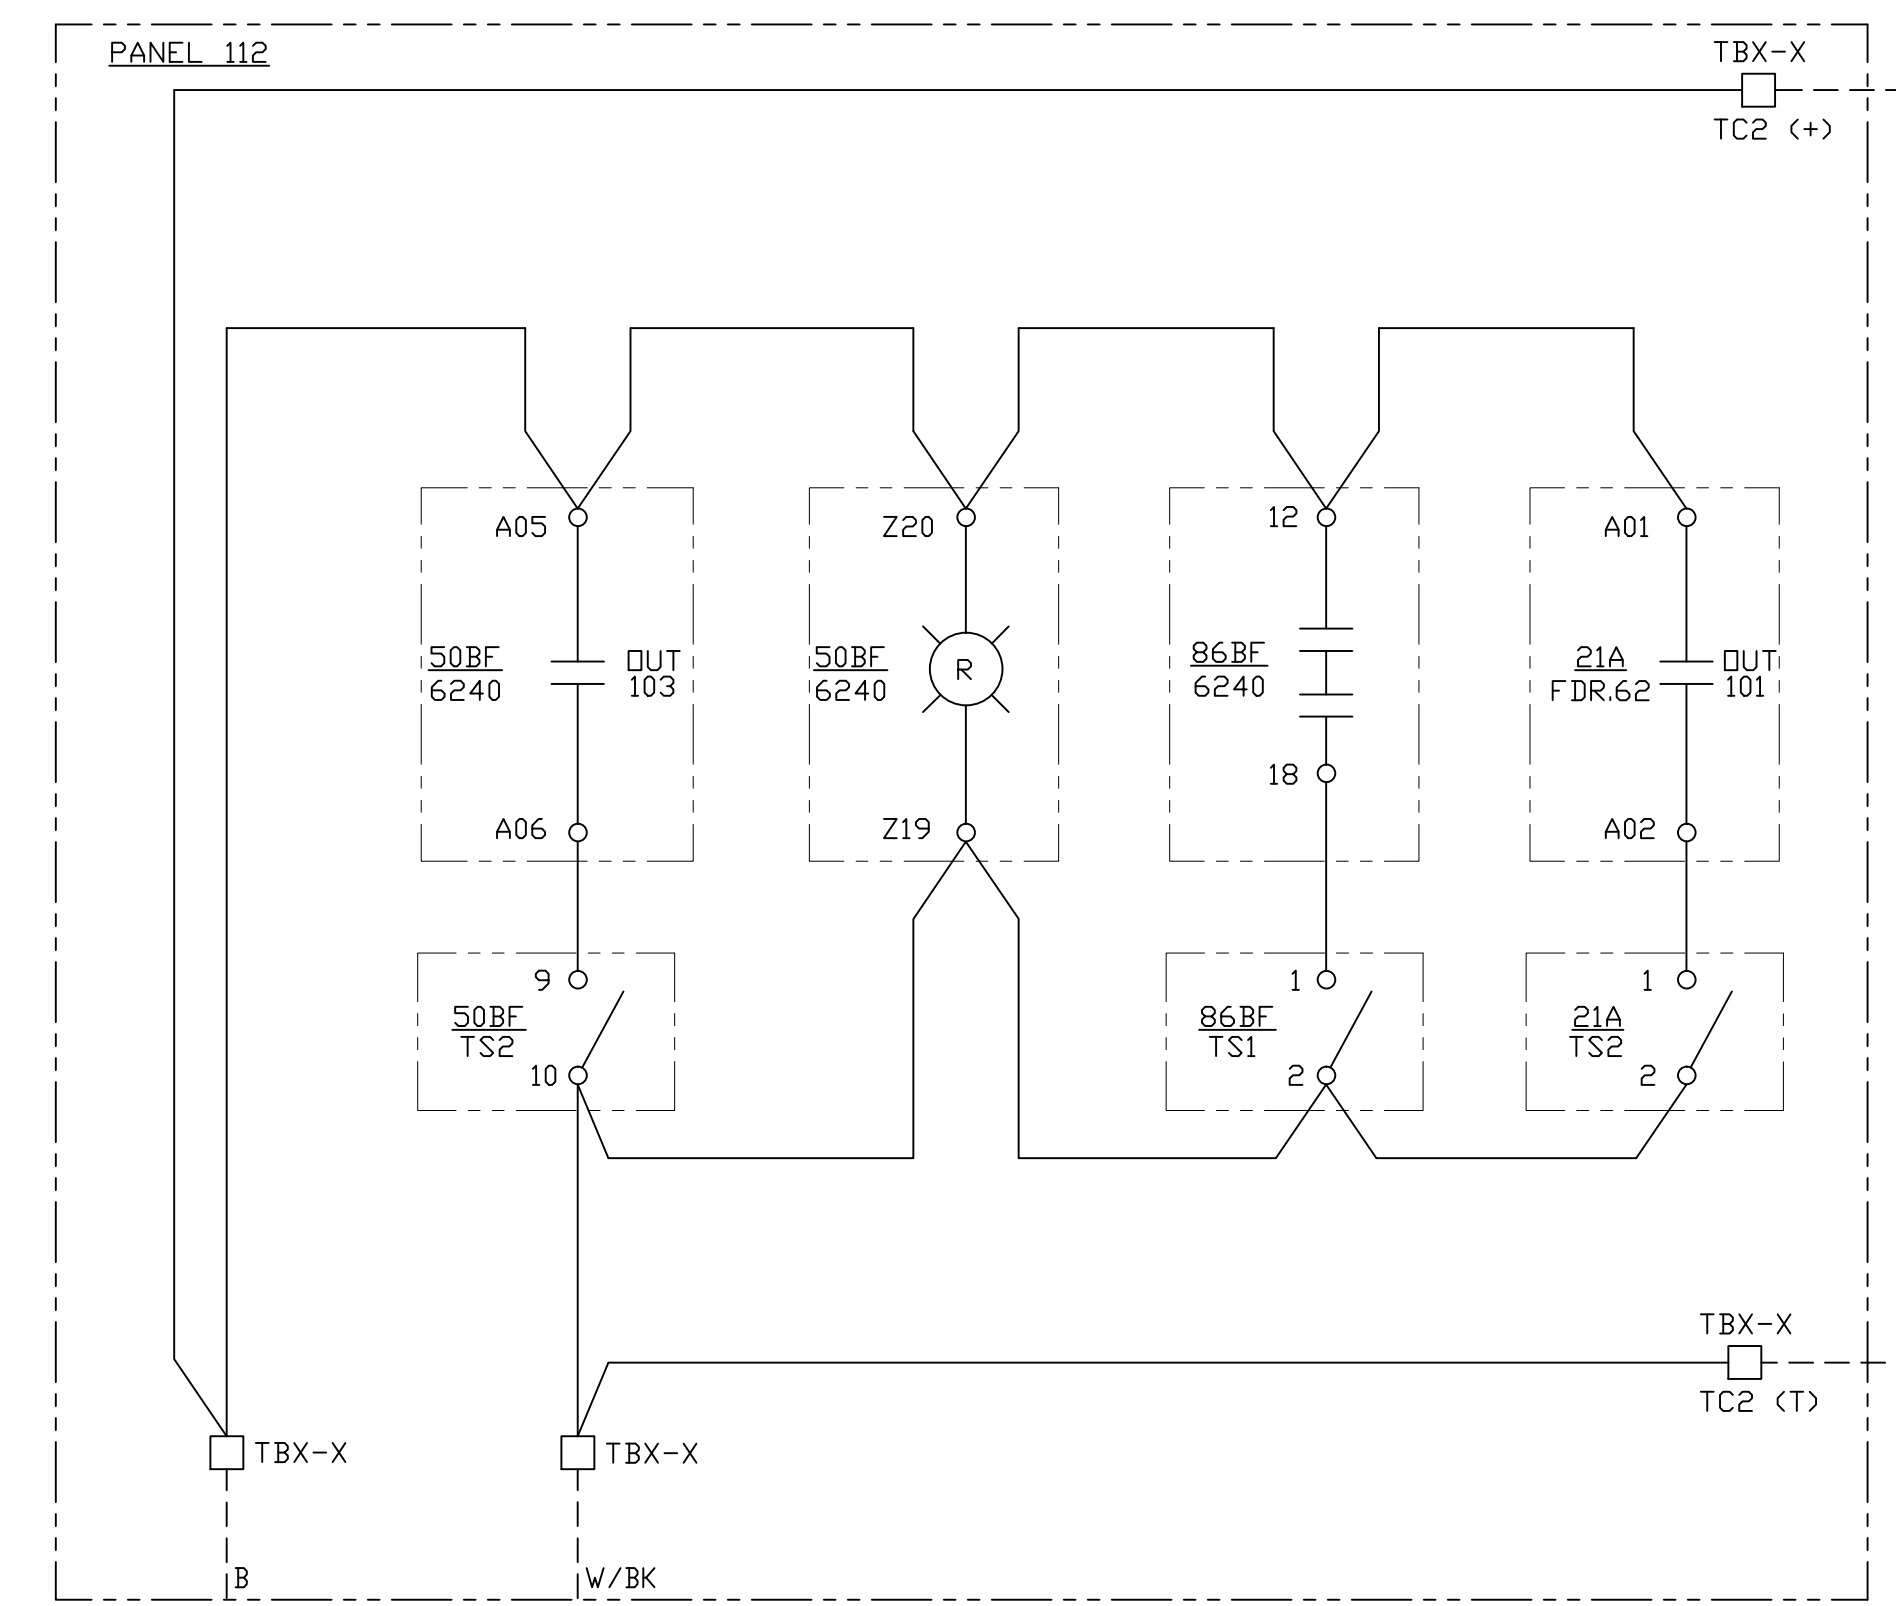 PANEL 112
TBX-X
TC2 (+)
A05
Z20
12
A01
50BF
6240
OUT
103
50BF
6240
R
86BF
6240
21A
FDR.62
OUT
101
18
A06
Z19
A02
9
50BF
TS2
10
1
86BF
TS1
2
1
21A
TS2
2
TBX-X
TC2 (T)
TBX-X
TBX-X
B
W/BK